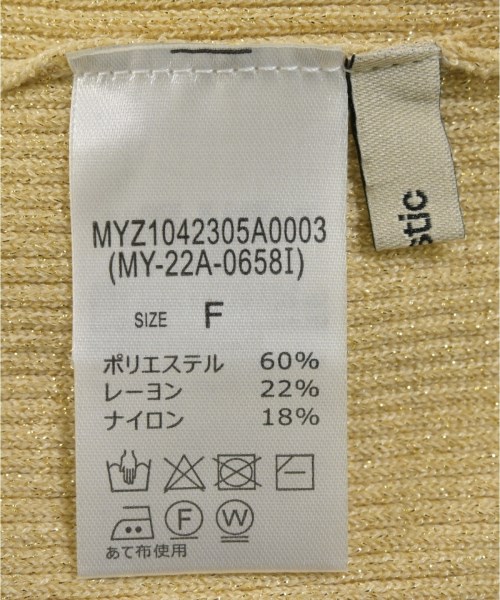 MYZ1042305A0003
(MY-22A-0658I)
SIZE F
ポリエステル 60%
レーヨン 22%
ナイロン 18%
F W
あて布使用
stic